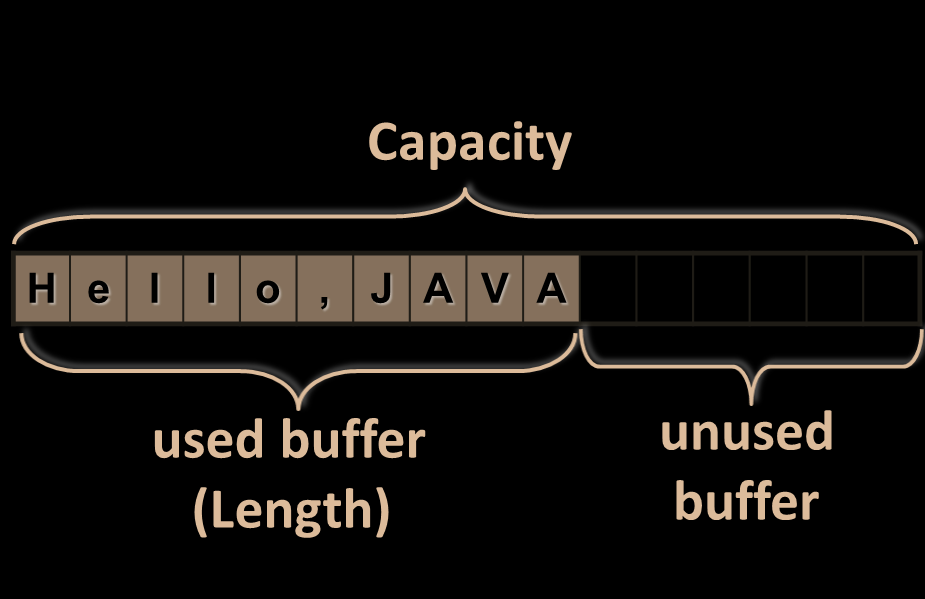 Capacity
H e l l o , J A V A
used buffer
(Length)
unused
buffer